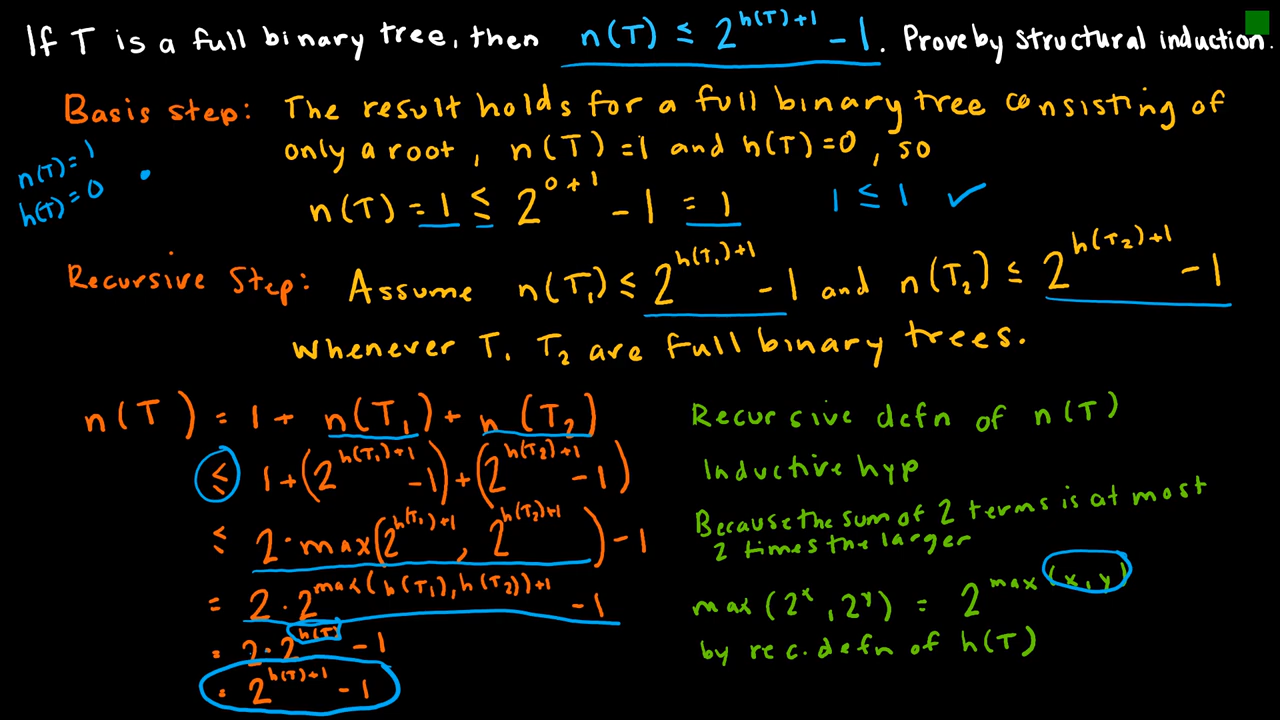 If T is a full binary tree, then n(T) ≤ 2^{h(T)+1} - 1. Prove by structural induction.
Basis step: The result holds for a full binary tree consisting of
only a root, n(T)=1 and h(T)=0, so
n(T)=1
h(T)=0
n(T) = 1 ≤ 2^{0+1} - 1 = 1 1 ≤ 1 ✓
Recursive Step: Assume n(T₁) ≤ 2^{h(T₁)+1} - 1 and n(T₂) ≤ 2^{h(T₂)+1} - 1
whenever T₁ T₂ are full binary trees.
n(T) = 1 + n(T₁) + n(T₂) Recursive defn of n(T)
≤ 1 + (2^{h(T₁)+1} - 1) + (2^{h(T₂)+1} - 1) Inductive hyp
≤ 2 · max(2^{h(T₁)+1}, 2^{h(T₂)+1}) - 1 Because the sum of 2 terms is at most
2 times the larger
= 2 · 2^{max(h(T₁), h(T₂))+1} - 1 max(2^x, 2^y) = 2^{max(x,y)}
= 2 · 2^{h(T)} - 1 by rec. defn of h(T)
= 2^{h(T)+1} - 1